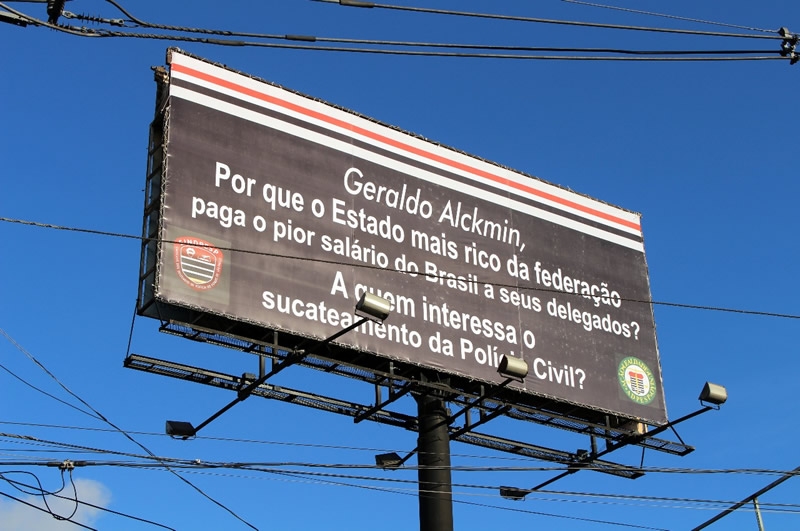 Geraldo Alckmin,
Por que o Estado mais rico da federação
paga o pior salário do Brasil a seus delegados?
A quem interessa o
sucateamento da Polícia Civil?
SINDPESP